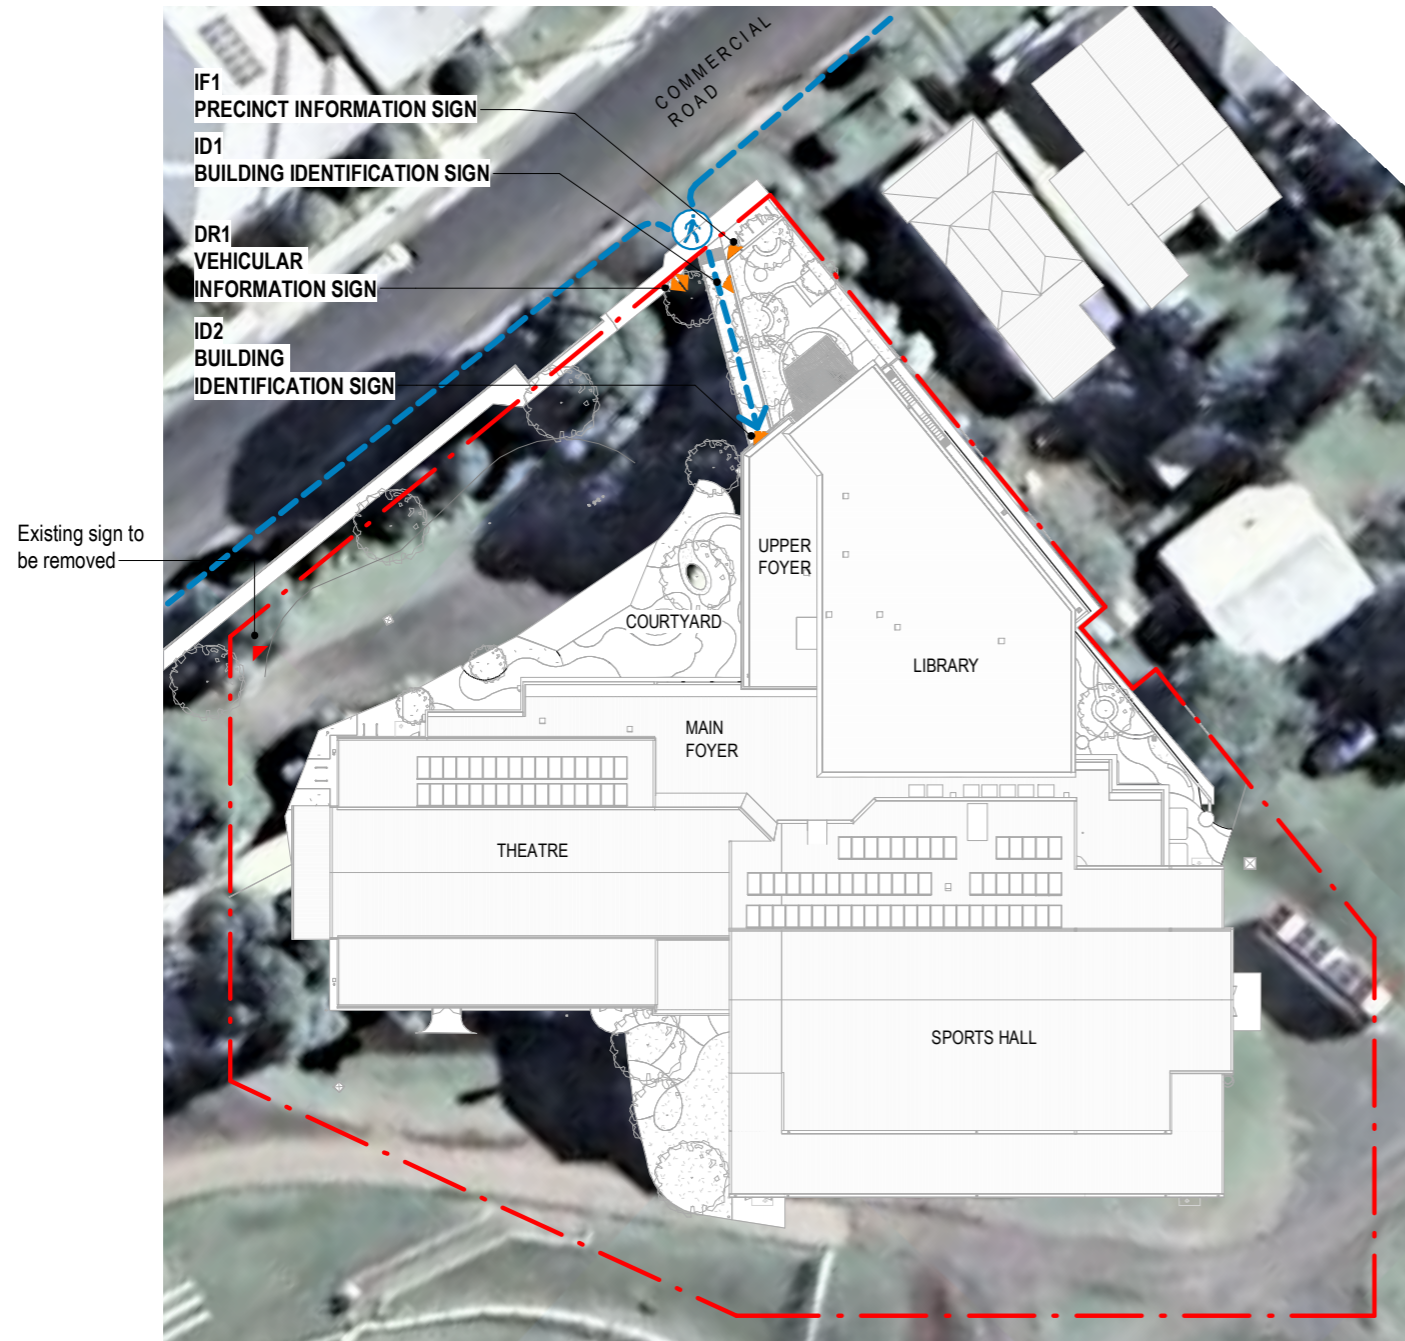 COMMERCIAL
ROAD
IF1
PRECINCT INFORMATION SIGN
ID1
BUILDING IDENTIFICATION SIGN
DR1
VEHICULAR
INFORMATION SIGN
ID2
BUILDING
IDENTIFICATION SIGN
Existing sign to
be removed
UPPER
FOYER
COURTYARD
LIBRARY
MAIN
FOYER
THEATRE
SPORTS HALL